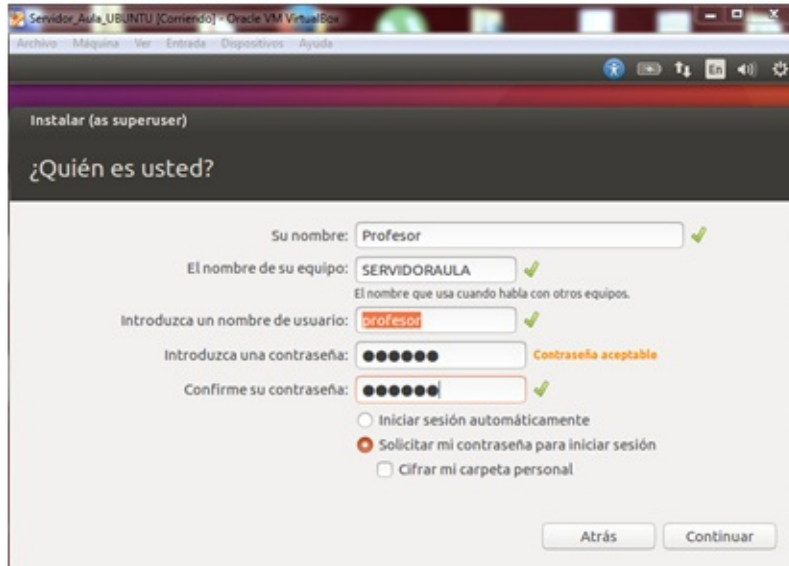 Servidor_Aula_UBUNTU [Corriendo] - Oracle VM VirtualBox
Archivo Máquina Ver Entrada Dispositivos Ayuda
En
Instalar (as superuser)
¿Quién es usted?
Su nombre: Profesor
El nombre de su equipo: SERVIDORAULA
El nombre que usa cuando habla con otros equipos.
Introduzca un nombre de usuario: profesor
Introduzca una contraseña: ●●●●●● Contraseña aceptable
Confirme su contraseña: ●●●●●●
Iniciar sesión automáticamente
Solicitar mi contraseña para iniciar sesión
Cifrar mi carpeta personal
Atrás Continuar